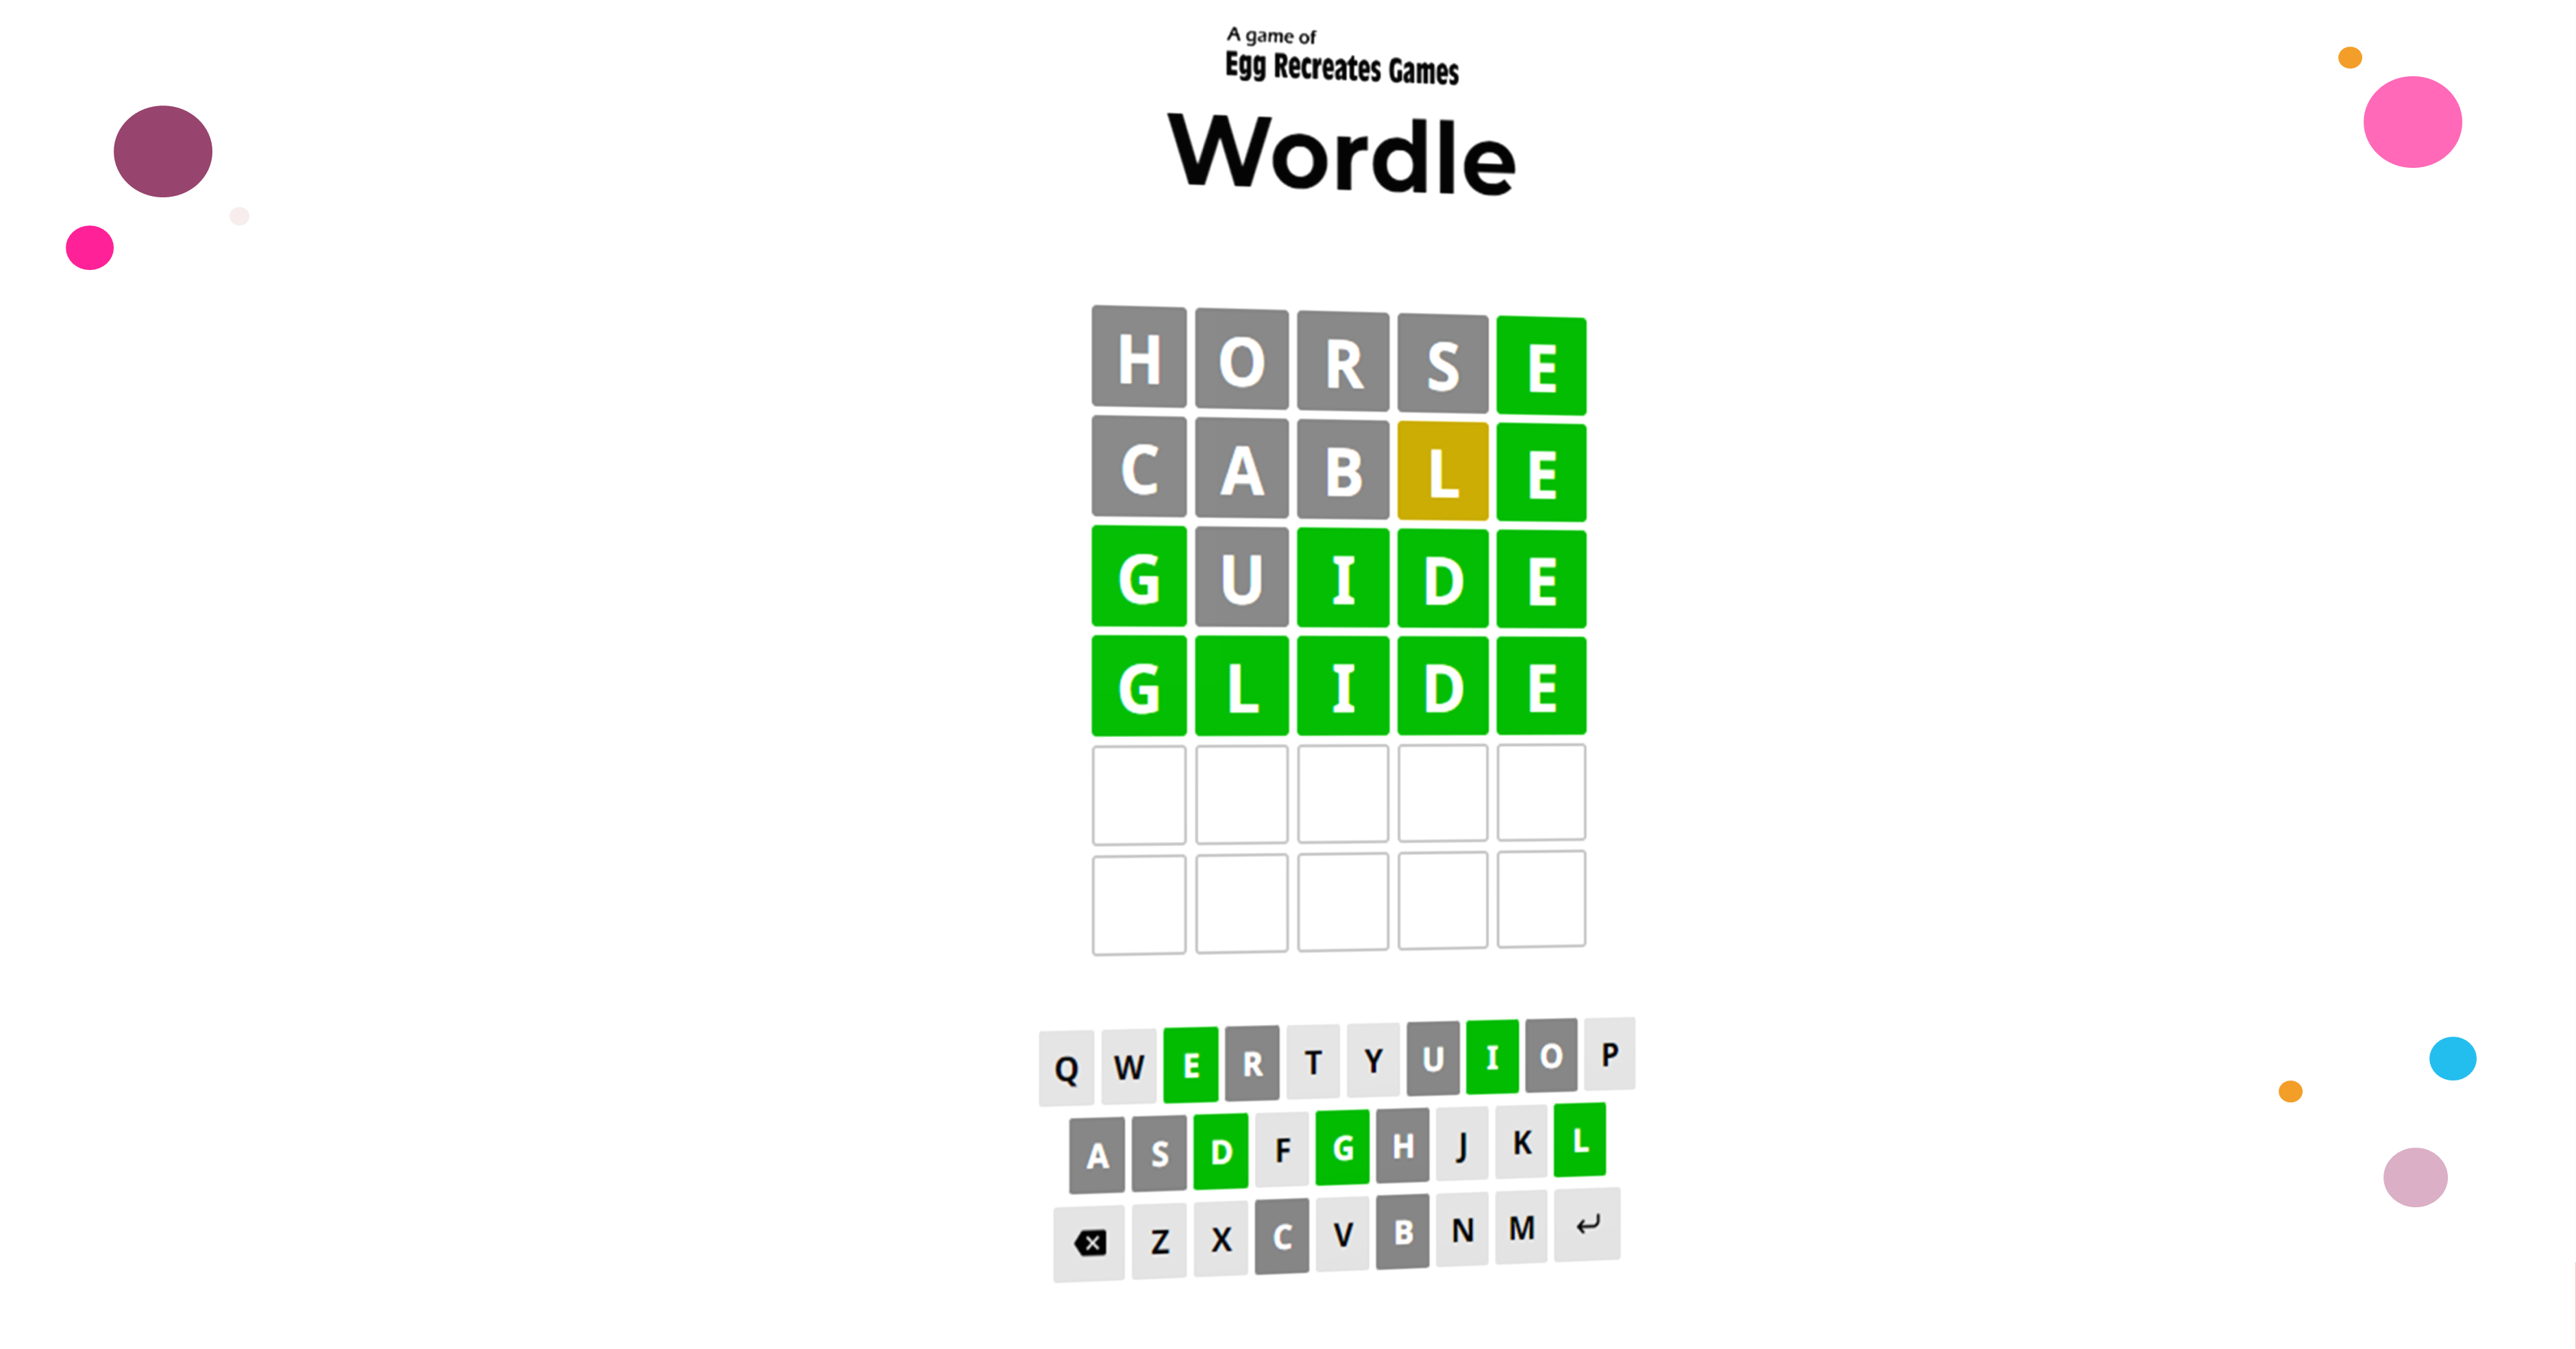 A game of
Egg Recreates Games
Wordle
H O R S E
C A B L E
G U I D E
G L I D E
Q W E R T Y U I O P
A S D F G H J K L
Z X C V B N M